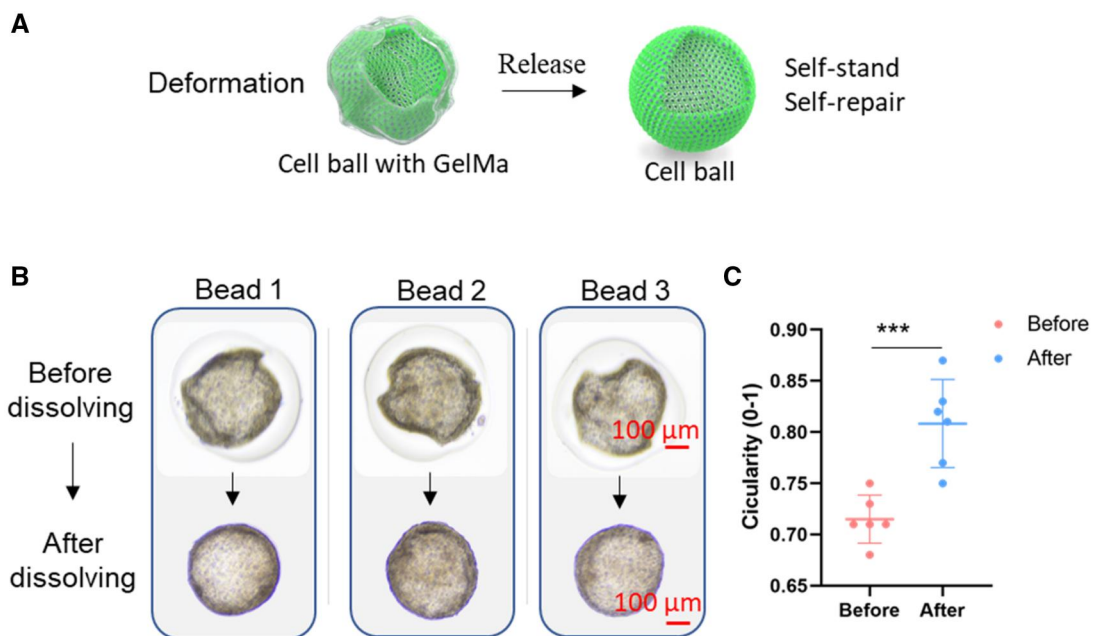 A
Deformation
Release
Self-stand
Self-repair
Cell ball with GelMa
Cell ball
B
Bead 1
Bead 2
Bead 3
Before
dissolving
100 μm
After
dissolving
100 μm
C
***
Before
After
Cicularity (0-1)
0.90
0.85
0.80
0.75
0.70
0.65
Before
After